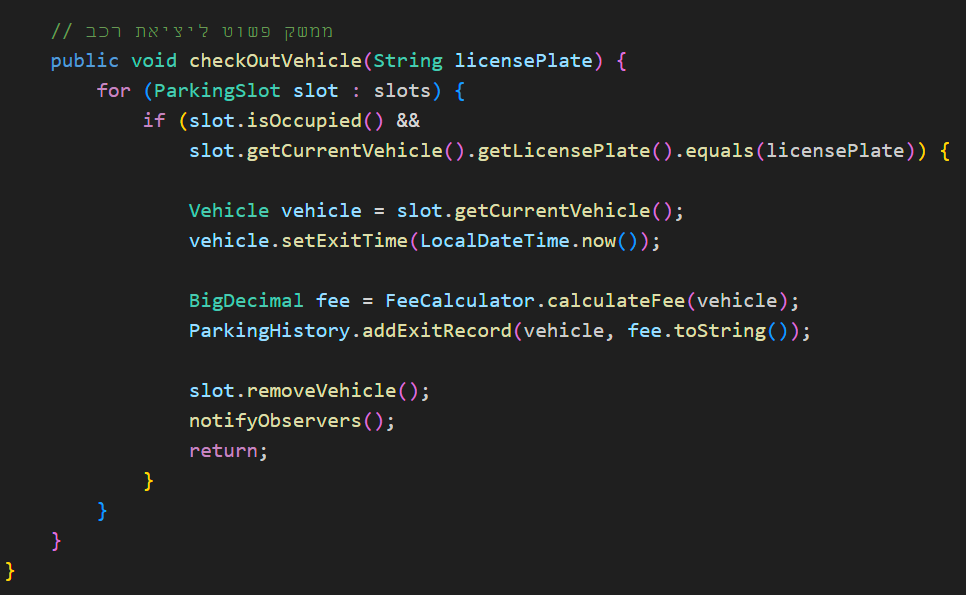 // ממשק פשוט ליציאת רכב
public void checkOutVehicle(String licensePlate) {
for (ParkingSlot slot : slots) {
if (slot.isOccupied() &&
slot.getCurrentVehicle().getLicensePlate().equals(licensePlate)) {
Vehicle vehicle = slot.getCurrentVehicle();
vehicle.setExitTime(LocalDateTime.now());
BigDecimal fee = FeeCalculator.calculateFee(vehicle);
ParkingHistory.addExitRecord(vehicle, fee.toString());
slot.removeVehicle();
notifyObservers();
return;
}
}
}
}